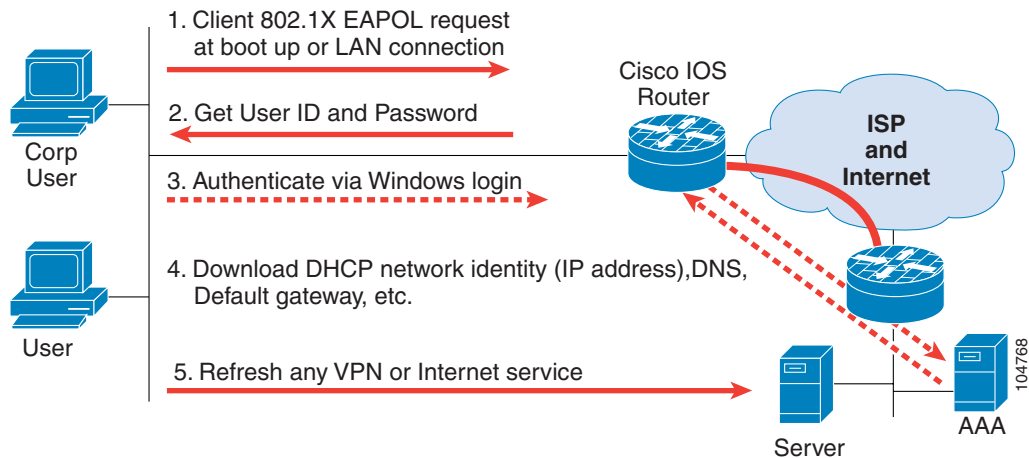 1. Client 802.1X EAPOL request
at boot up or LAN connection
Cisco IOS
Router
2. Get User ID and Password
ISP
and
Internet
Corp
User
3. Authenticate via Windows login
4. Download DHCP network identity (IP address),DNS,
Default gateway, etc.
User
5. Refresh any VPN or Internet service
Server
AAA
104768